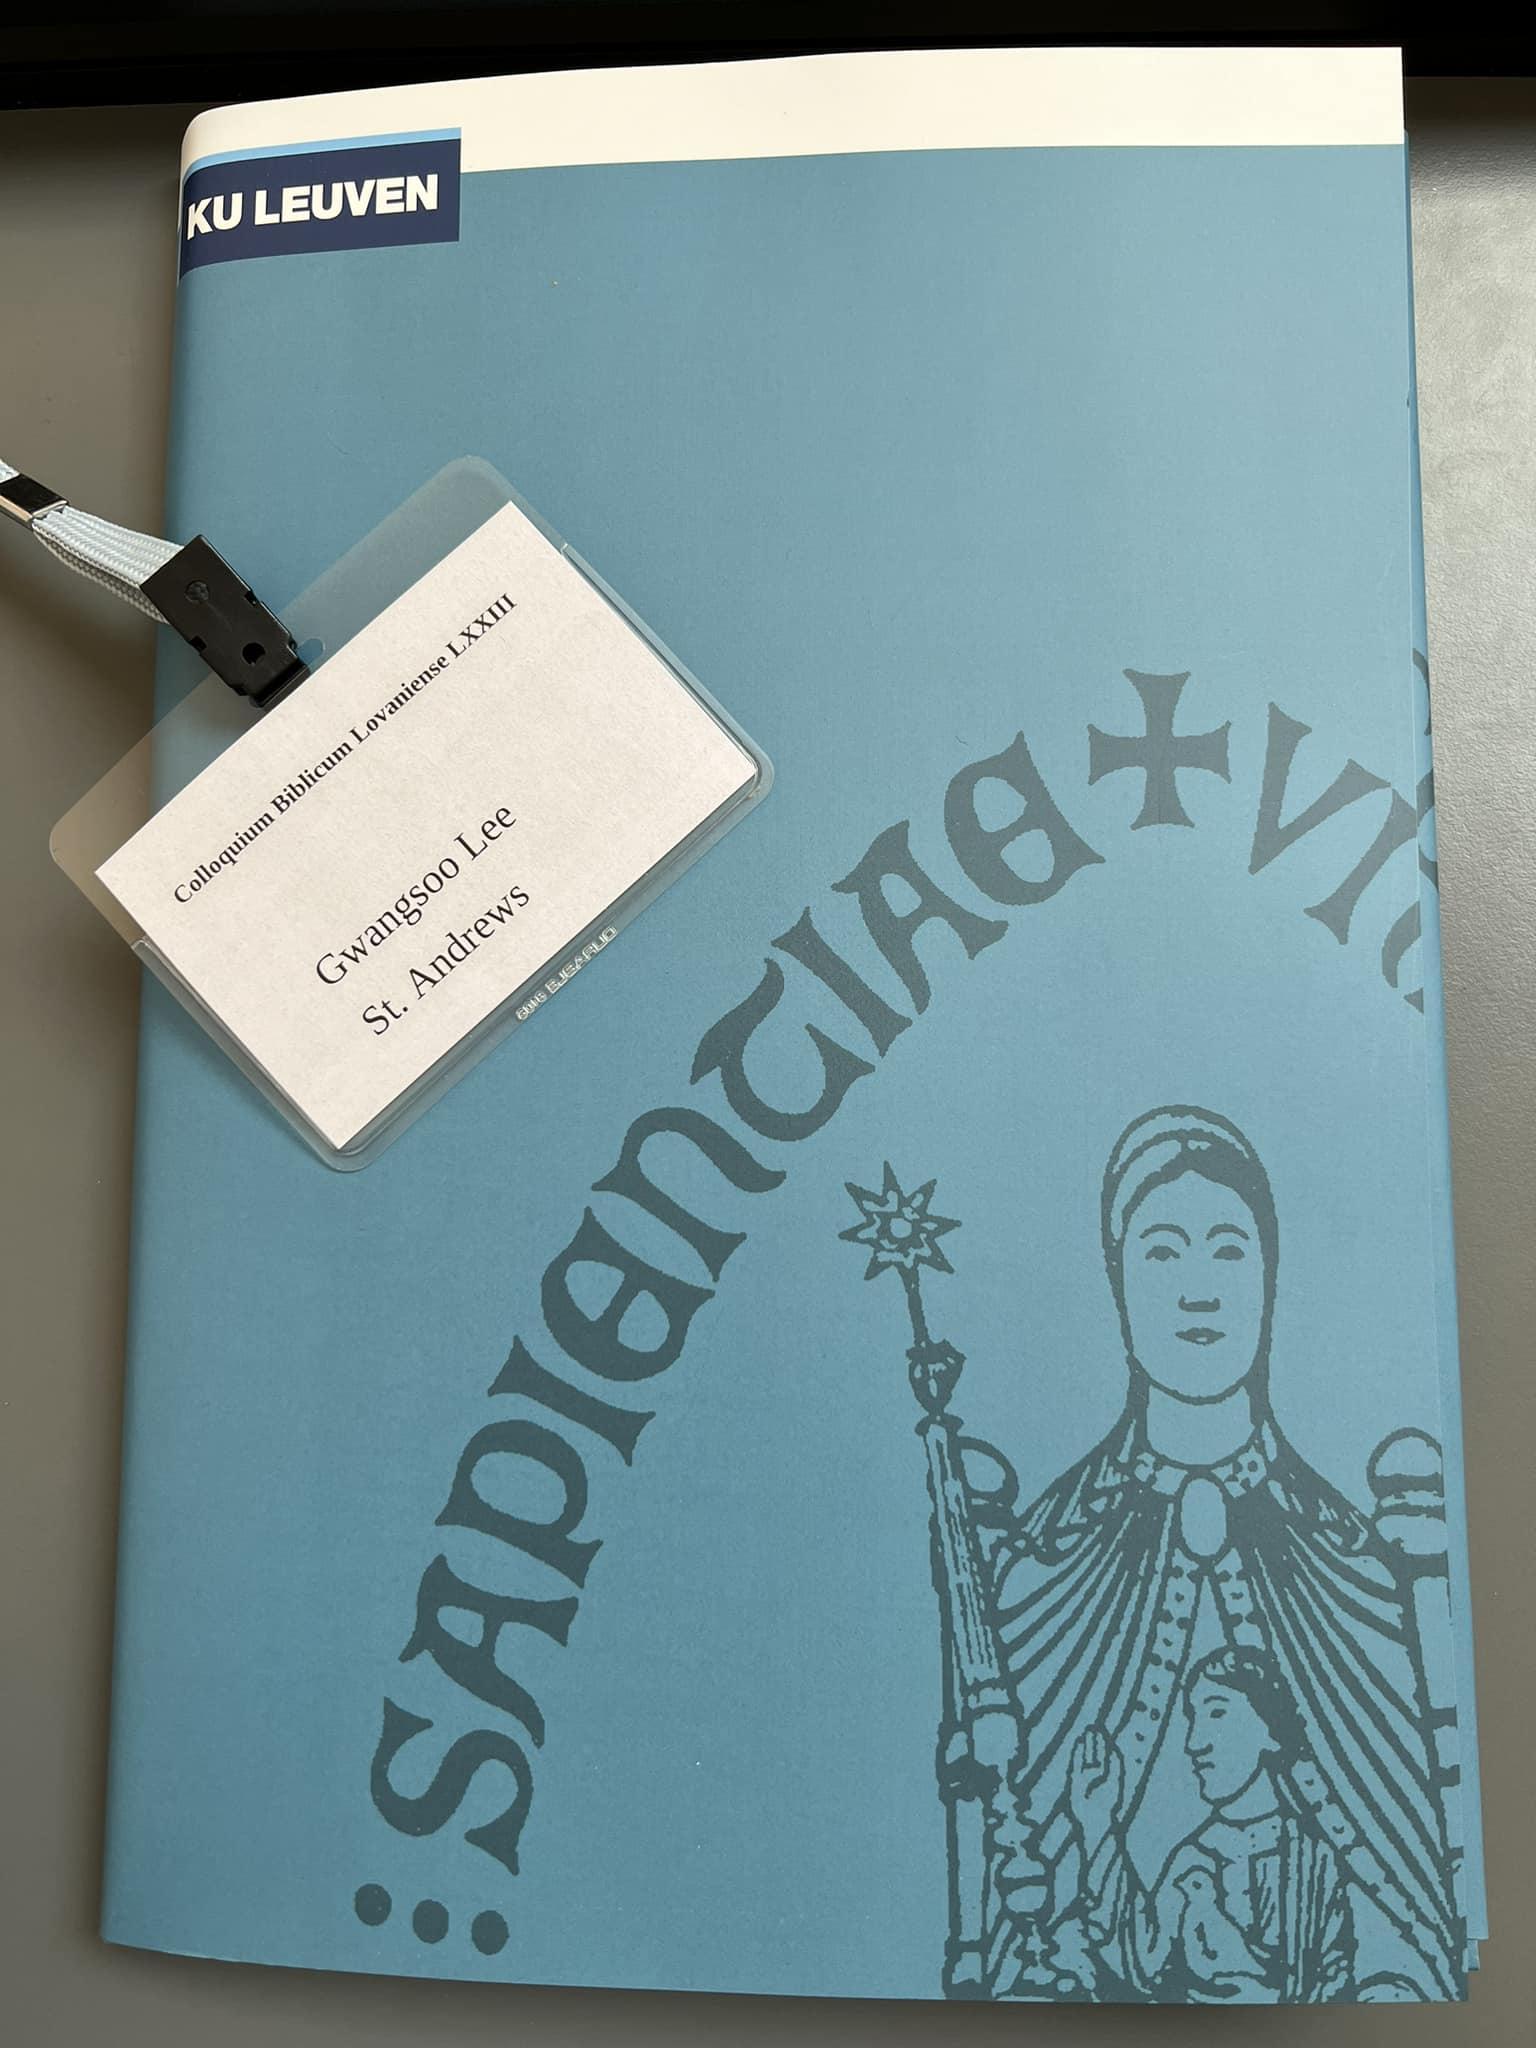 KU LEUVEN
Colloquium Biblicum Lovaniense LXXIII
Gwangsoo Lee
St. Andrews
SAPIENTIAE